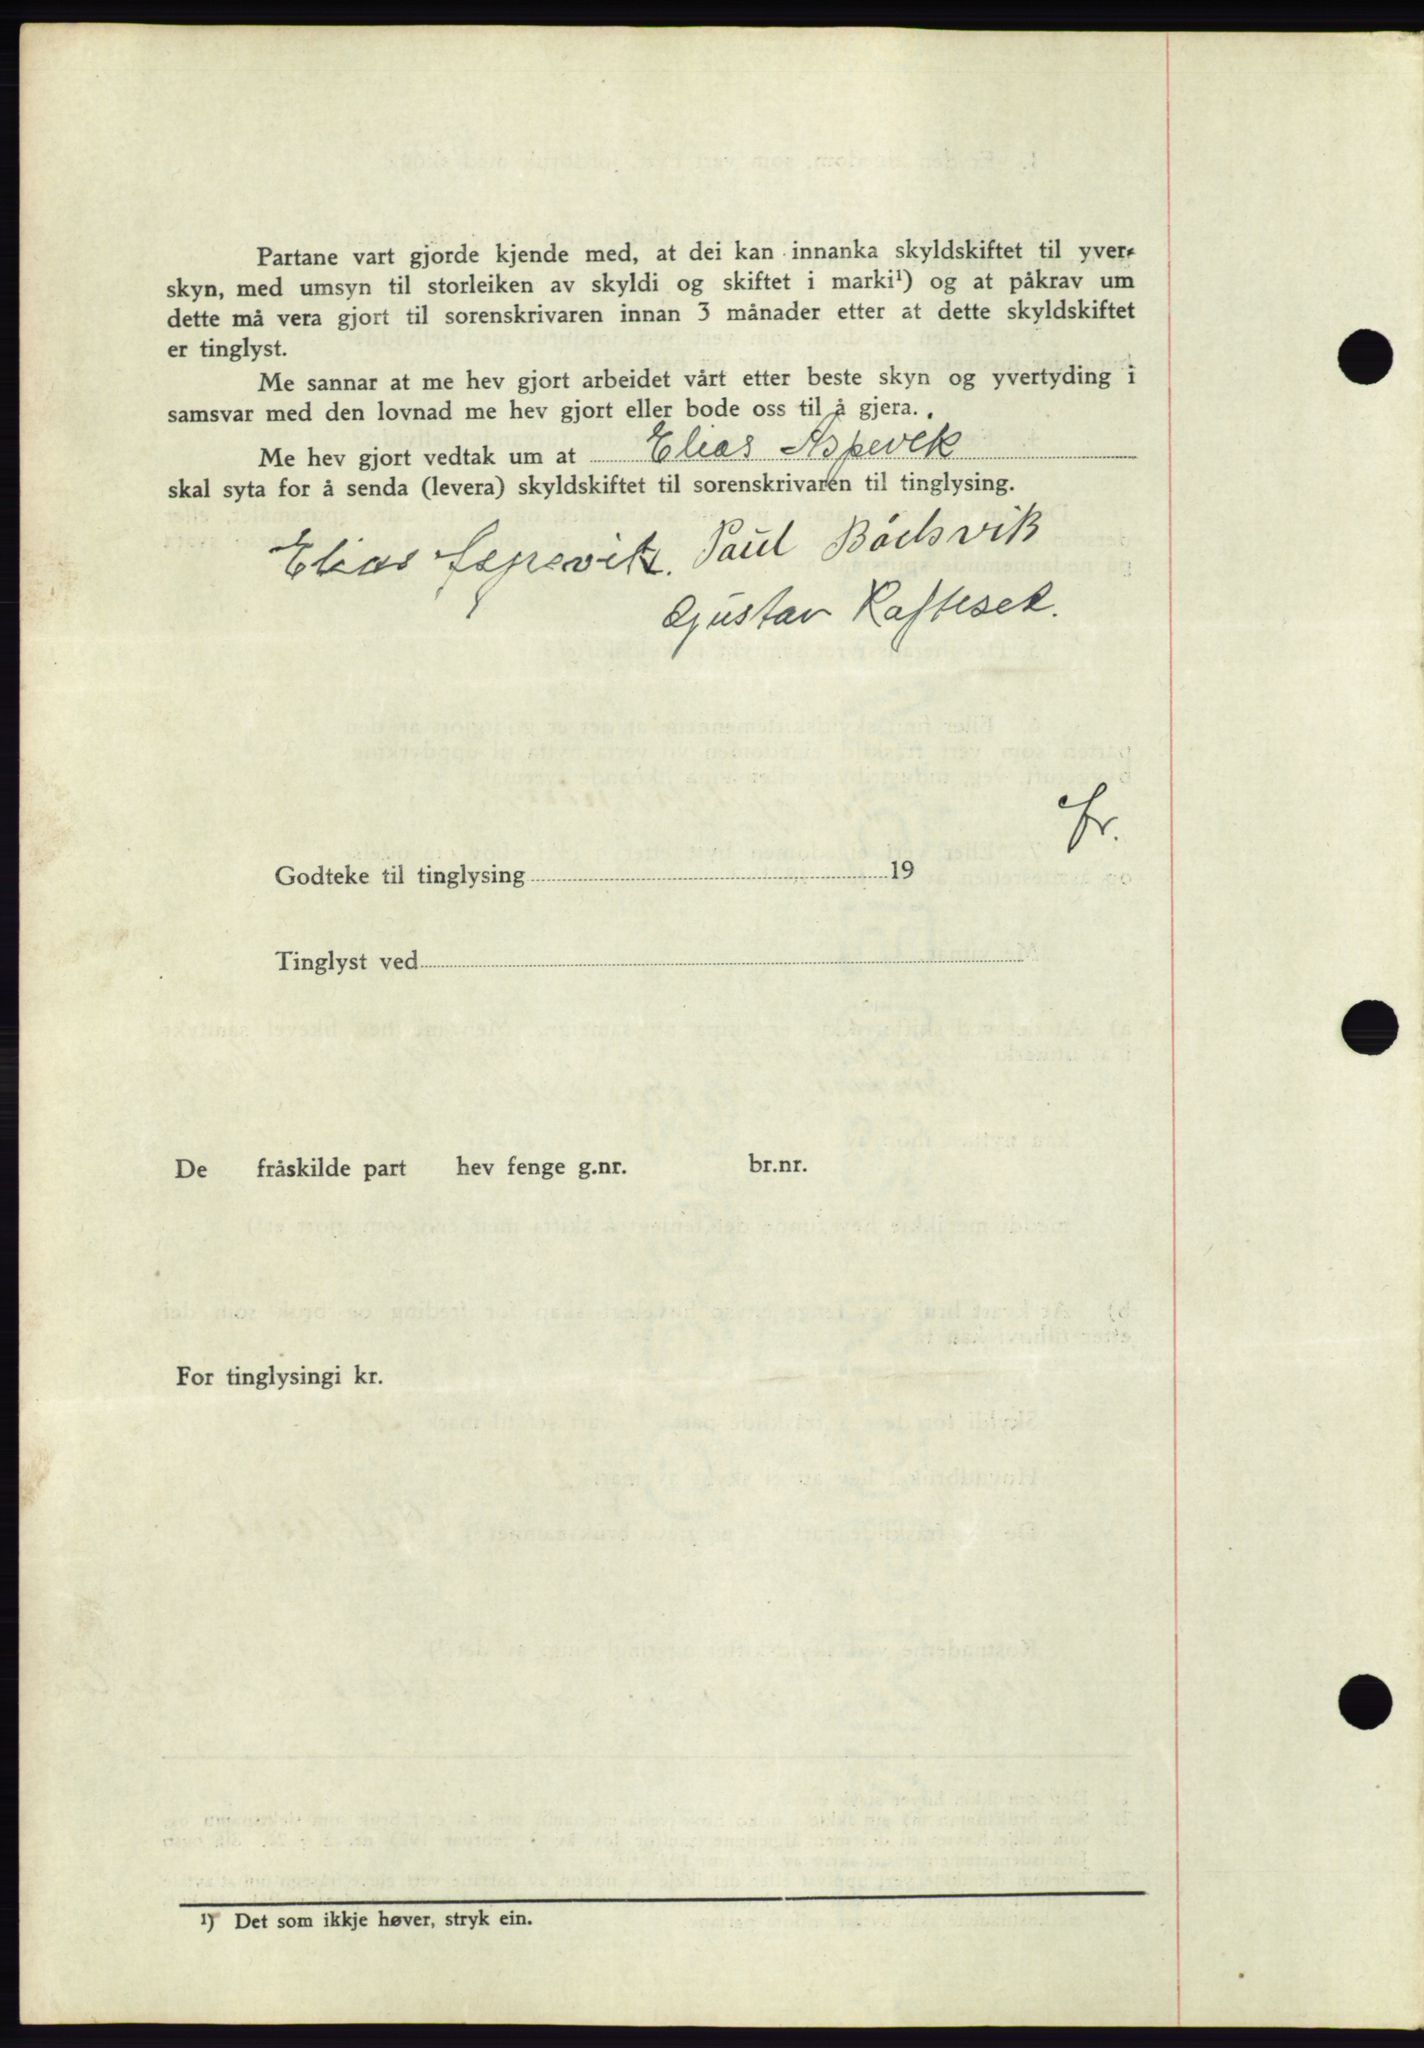 Partane vart gjorde kjende med, at dei kan innanka skyldskiftet til yver-
skyn, med umsyn til storleiken av skyldi og skiftet i marki¹) og at påkrav um
dette må vera gjort til sorenskrivaren innan 3 månader etter at dette skyldskiftet
er tinglyst.
Me sannar at me hev gjort arbeidet vårt etter beste skyn og yvertyding i
samsvar med den lovnad me hev gjort eller bode oss til å gjera.
Me hev gjort vedtak um at Elias Aspevik
skal syta for å senda (levera) skyldskiftet til sorenskrivaren til tinglysing.
Elias Aspevik. Paul Bödsvik
Gustav
Fr.
Godteke til tinglysing 19
Tinglyst ved
De fråskilde part hev fenge g.nr. br.nr.
For tinglysingi kr.
¹) Det som ikkje høver, stryk ein.